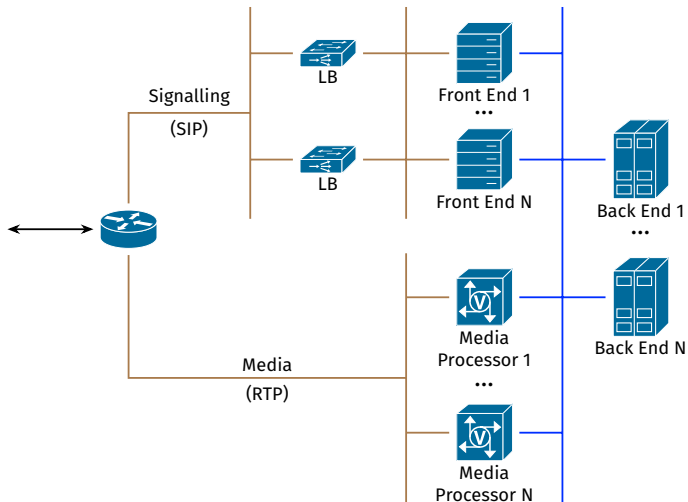 LB
Front End 1
...
Signalling
(SIP)
LB
Front End N
Back End 1
...
V
Media
Processor 1
...
Back End N
Media
(RTP)
V
Media
Processor N